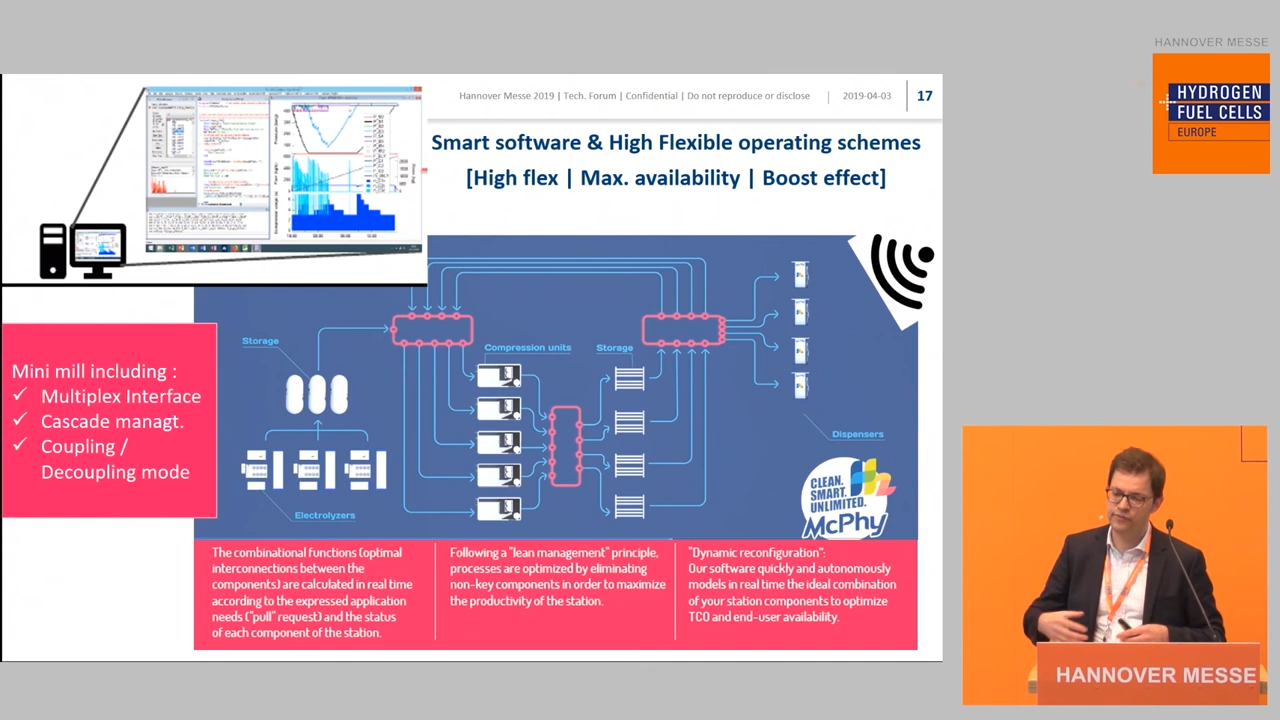 HANNOVER MESSE
HYDROGEN
FUEL CELLS
EUROPE
Hannover Messe 2019 | Tech. Forum | Confidential | Do not reproduce nor disclose
2019-04-03
17
Smart software & High Flexible operating schemes
[High flex | Max. availability | Boost effect]
Mini mill including :
✓ Multiplex Interface
✓ Cascade managt.
✓ Coupling /
Decoupling mode
Storage
Electrolyzers
Compression units
Storage
Dispensers
CLEAN.
SMART.
UNLIMITED.
McPhy
The combinational functions (optimal
interconnections between the
components) are calculated in real time
according to the expressed application
needs ("pull" request) and the status
of each component of the station.
Following a "lean management" principle,
processes are optimized by eliminating
non-key components in order to maximize
the productivity of the station.
"Dynamic reconfiguration":
Our software quickly and autonomously
models in real time the ideal combination
of your station components to optimize
TCO and end-user availability.
HANNOVER MESSE